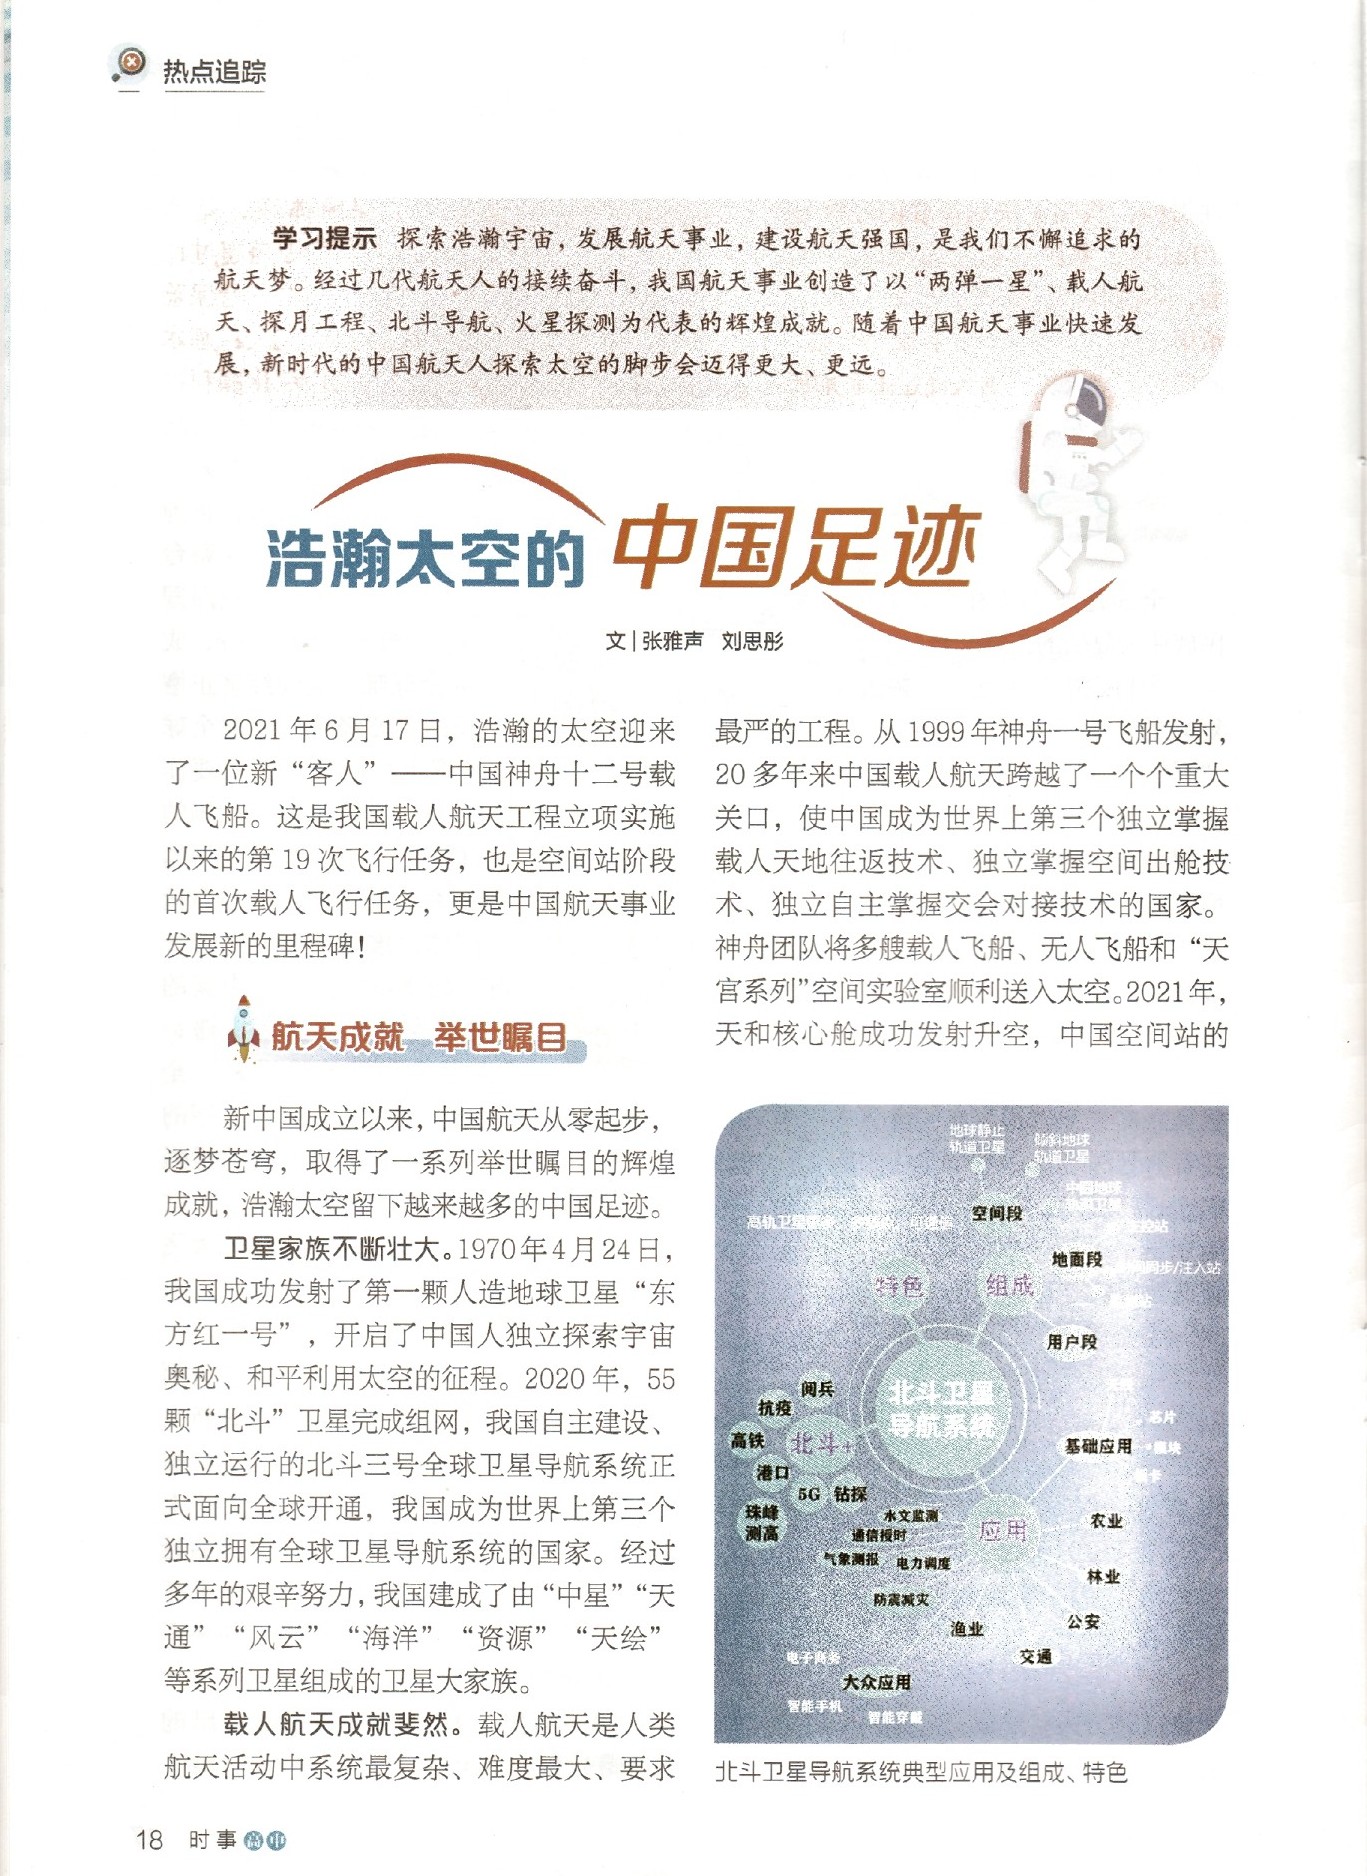 热点追踪
学习提示 探索浩瀚宇宙，发展航天事业，建设航天强国，是我们不懈追求的
航天梦。经过几代航天人的接续奋斗，我国航天事业创造了以“两弹一星”、载人航
天、探月工程、北斗导航、火星探测为代表的辉煌成就。随着中国航天事业快速发
展，新时代的中国航天人探索太空的脚步会迈得更大、更远。
浩瀚太空的 中国足迹
文|张雅声 刘思彤
2021年6月17日，浩瀚的太空迎来
了一位新“客人”——中国神舟十二号载
人飞船。这是我国载人航天工程立项实施
以来的第19次飞行任务，也是空间站阶段
的首次载人飞行任务，更是中国航天事业
发展新的里程碑！
航天成就 举世瞩目
新中国成立以来，中国航天从零起步，
逐梦苍穹，取得了一系列举世瞩目的辉煌
成就，浩瀚太空留下越来越多的中国足迹。
卫星家族不断壮大。1970年4月24日，
我国成功发射了第一颗人造地球卫星“东
方红一号”，开启了中国人独立探索宇宙
奥秘、和平利用太空的征程。2020年，55
颗“北斗”卫星完成组网，我国自主建设、
独立运行的北斗三号全球卫星导航系统正
式面向全球开通，我国成为世界上第三个
独立拥有全球卫星导航系统的国家。经过
多年的艰辛努力，我国建成了由“中星”“天
通”“风云”“海洋”“资源”“天绘”
等系列卫星组成的卫星大家族。
载人航天成就斐然。载人航天是人类
航天活动中系统最复杂、难度最大、要求
最严的工程。从1999年神舟一号飞船发射，
20多年来中国载人航天跨越了一个个重大
关口，使中国成为世界上第三个独立掌握
载人天地往返技术、独立掌握空间出舱技
术、独立自主掌握交会对接技术的国家。
神舟团队将多艘载人飞船、无人飞船和“天
宫系列”空间实验室顺利送入太空。2021年，
天和核心舱成功发射升空，中国空间站的
地球静止
轨道卫星
倾斜地球
轨道卫星
中圆地球
空间段
高轨卫星
地面段
同步/注入站
特色
组成
用户段
北斗卫星
导航系统
阅兵
抗疫
高铁
北斗+
港口
5G
钻探
珠峰
测高
芯片
基础应用
模块
水文监测
通信授时
应用
农业
气象测报
电力调度
林业
防震减灾
公安
渔业
交通
电子商务
大众应用
智能手机
智能穿戴
北斗卫星导航系统典型应用及组成、特色
18 时事高中